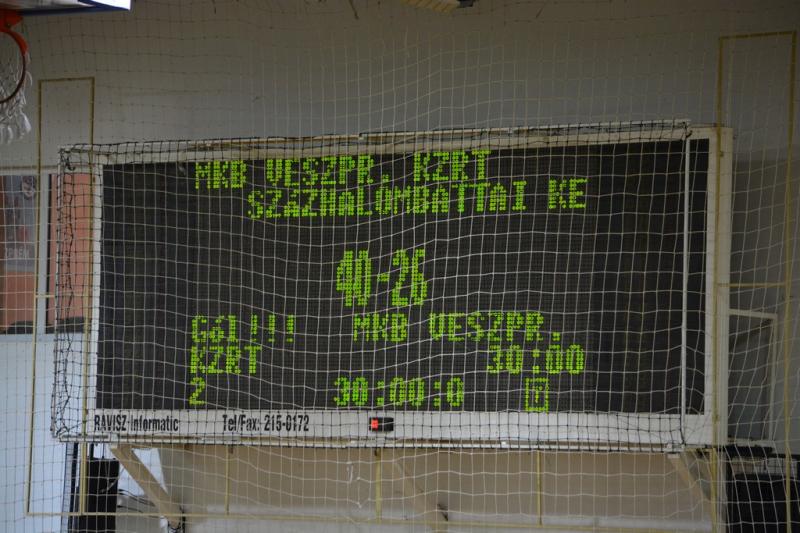 MKB VESZPR. KZRT
SZÁZHALOMBATTAI KE
40-26
Gól!!! MKB VESZPR.
KZRT 30:00
2 30:00:0
RAVISZ-Informatic Tel/Fax: 215-0172